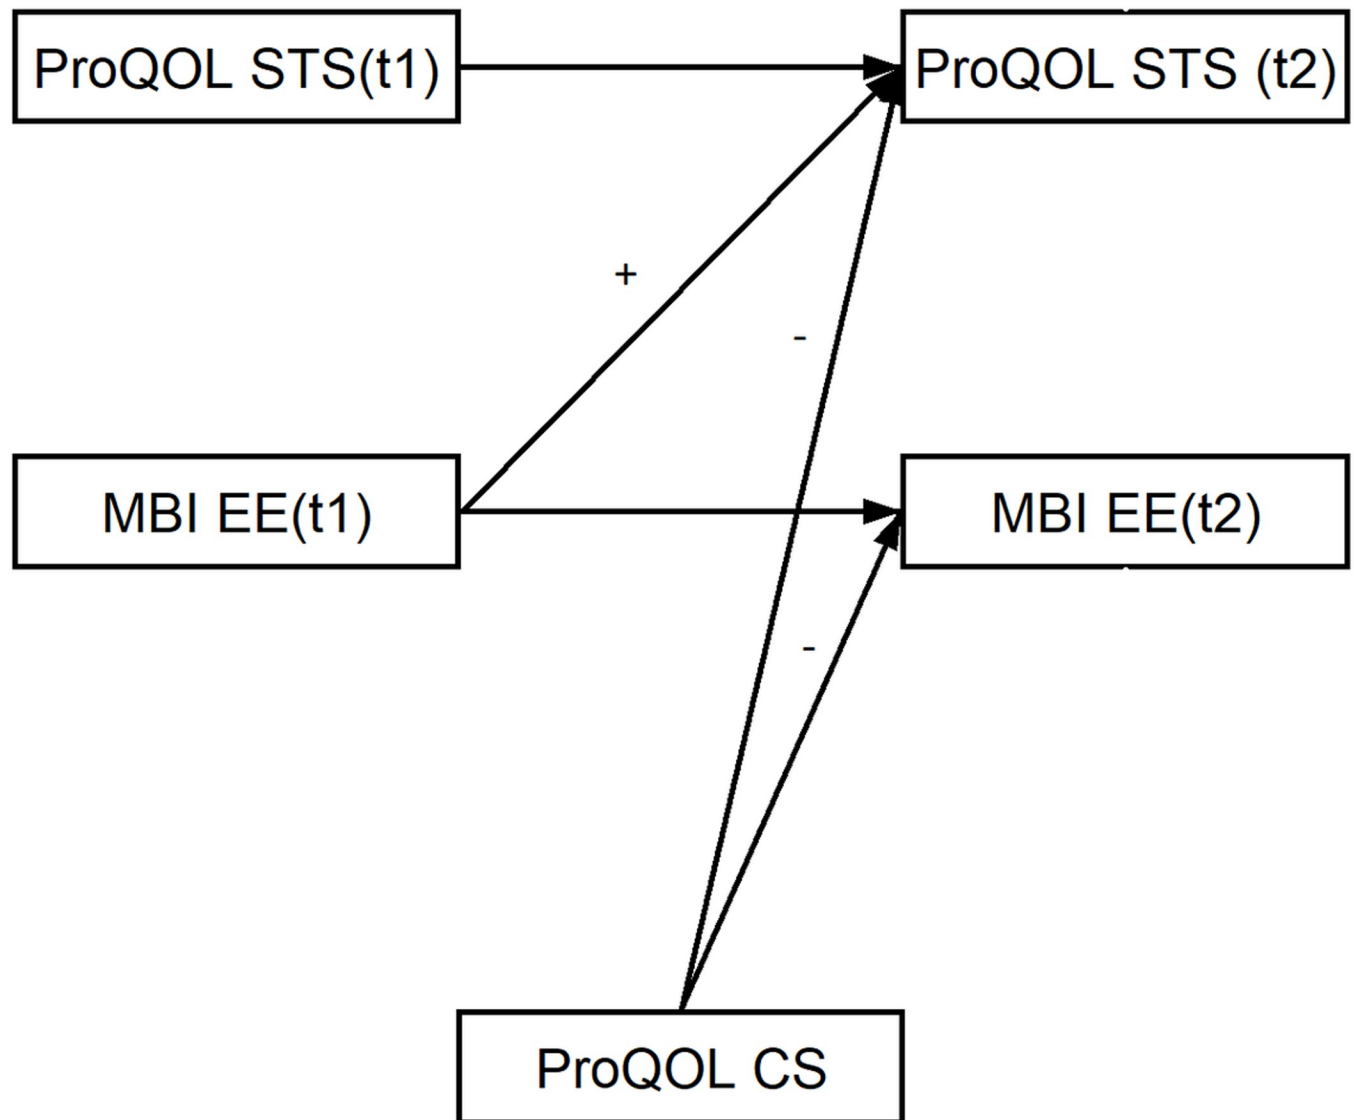 ProQOL STS(t1)
ProQOL STS (t2)
+
-
MBI EE(t1)
MBI EE(t2)
-
ProQOL CS